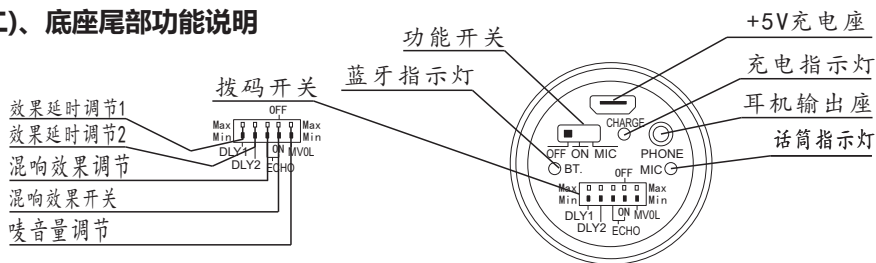 二)、底座尾部功能说明
效果延时调节1
效果延时调节2
混响效果调节
混响效果开关
唛音量调节
拨码开关
OFF
Max Max
Min Min
DLY1 ON MVOL
DLY2 ECHO
功能开关
蓝牙指示灯
+5V充电座
充电指示灯
耳机输出座
话筒指示灯
CHARGE
OFF ON MIC PHONE
BT. MIC
OFF
Max Max
Min Min
DLY1 ON MVOL
DLY2 ECHO